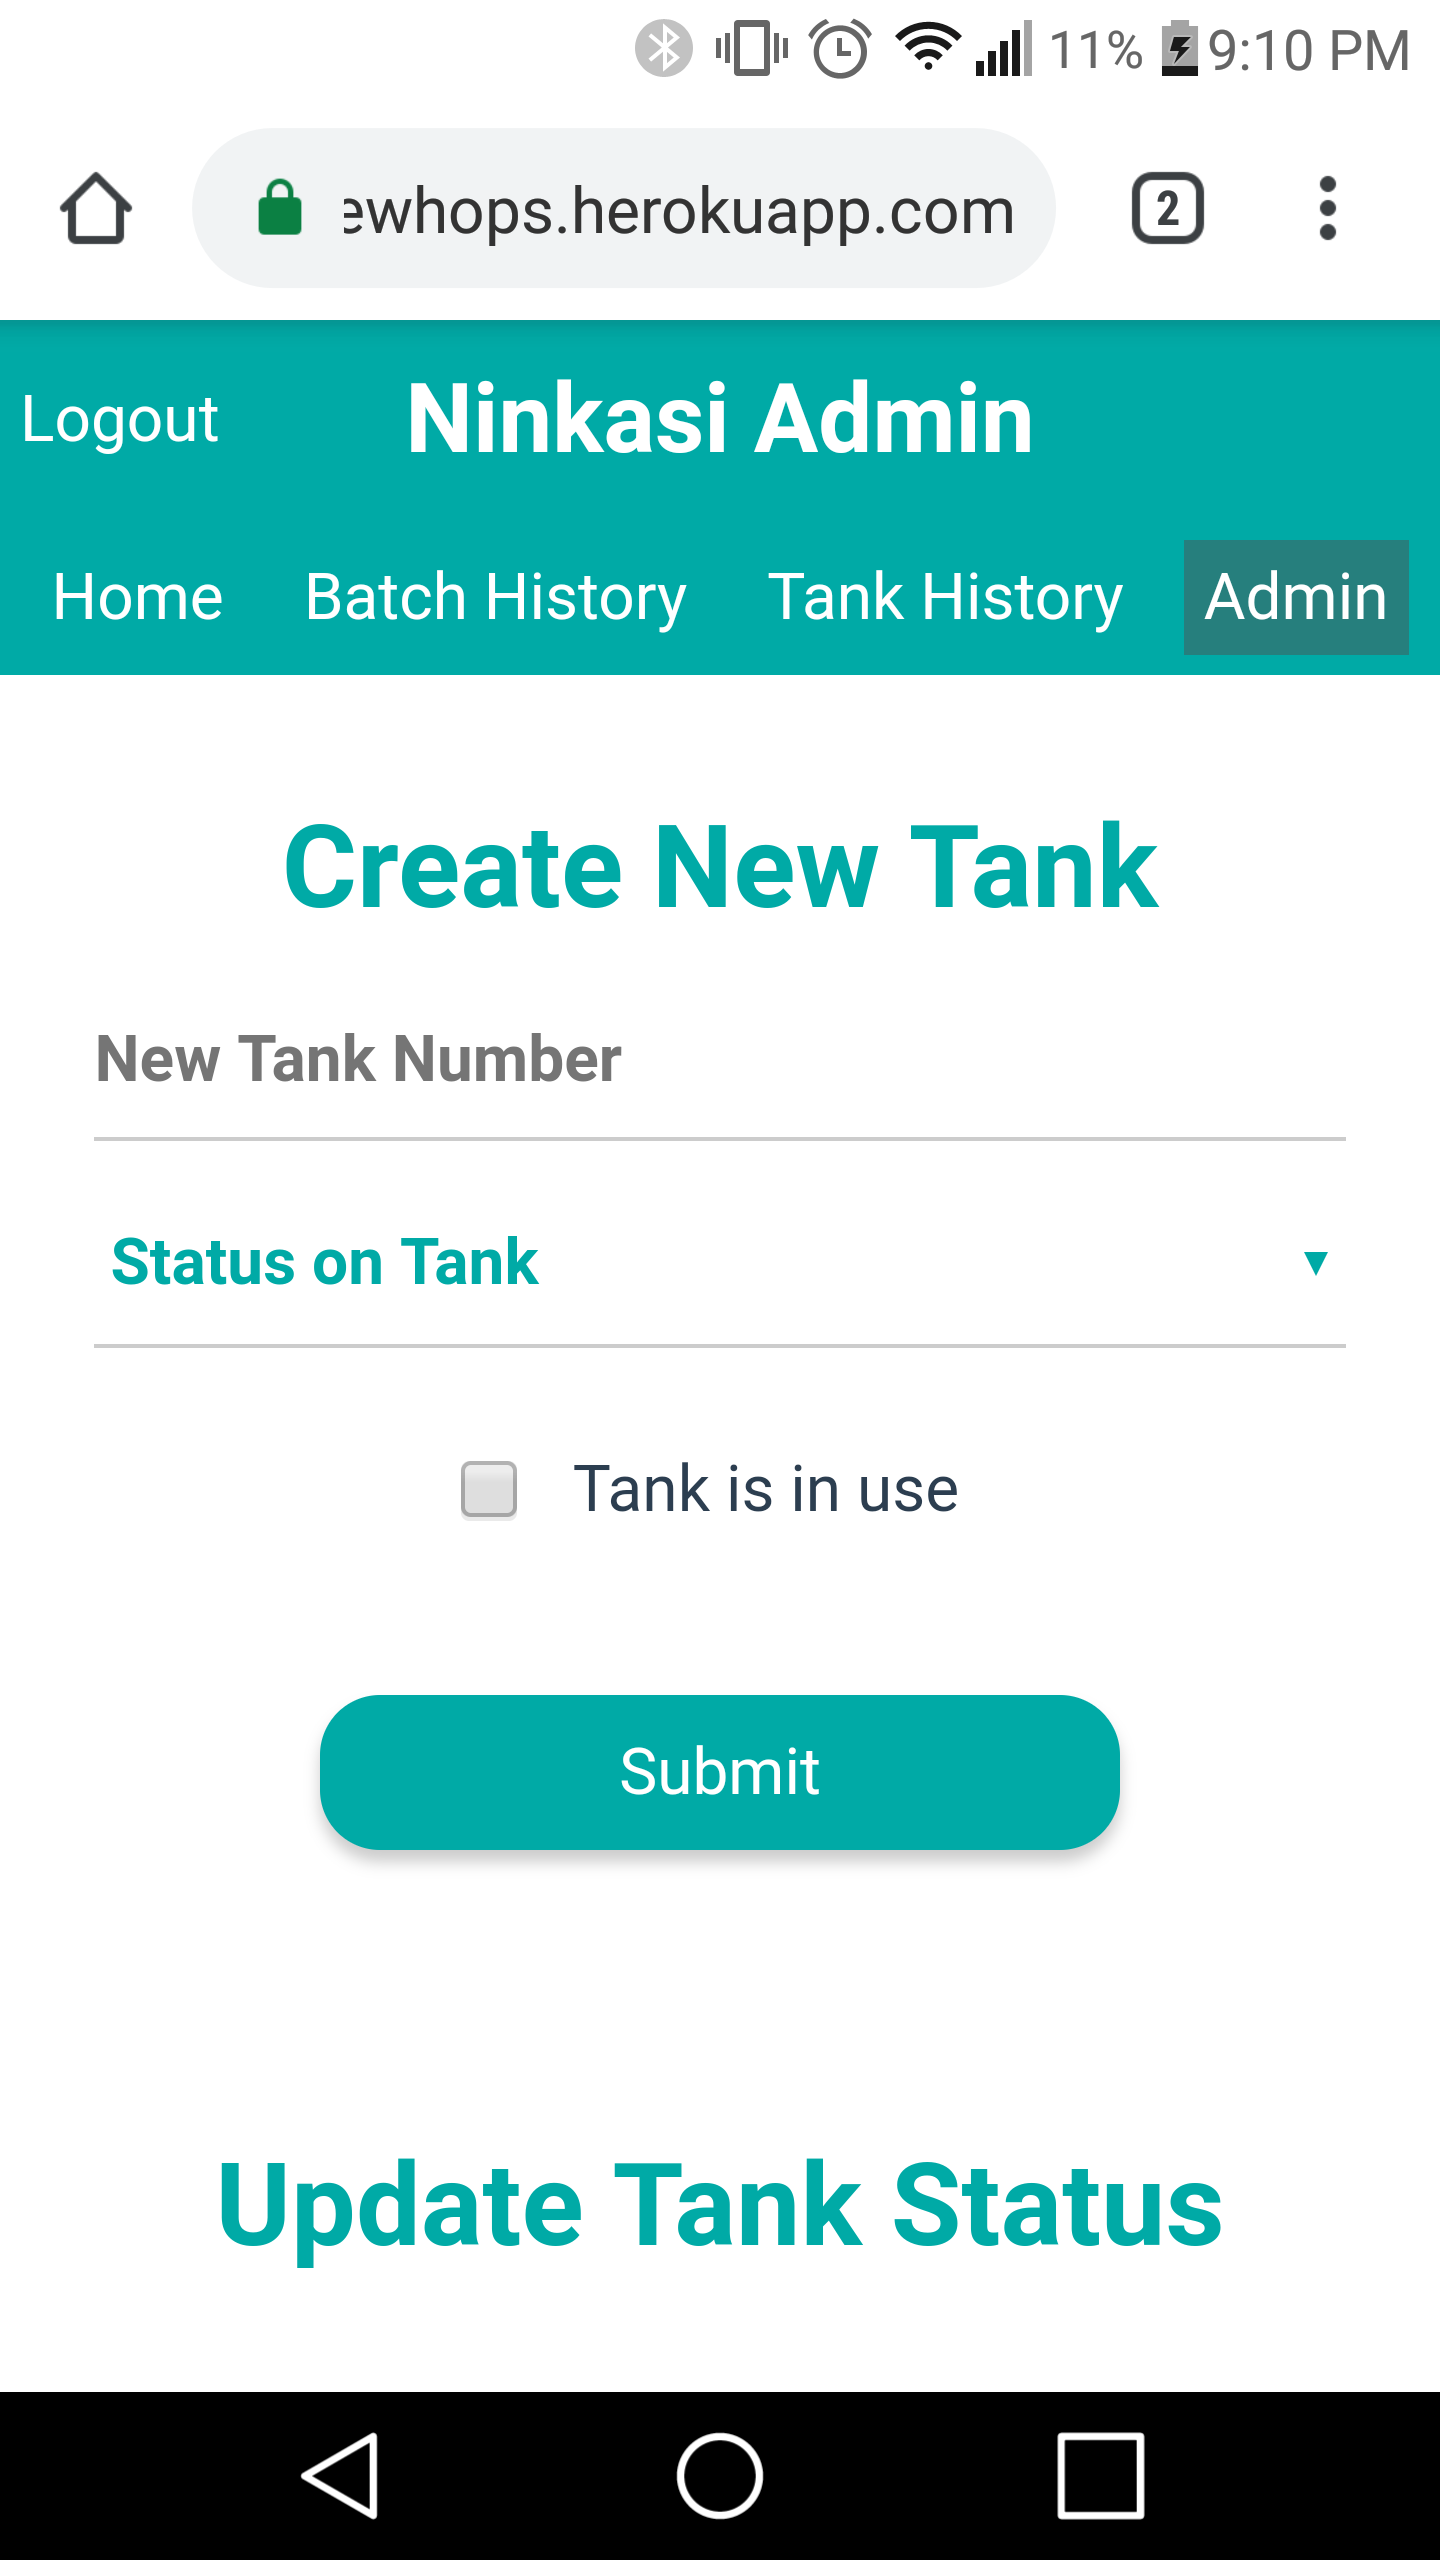 11% 9:10 PM
ewhops.herokuapp.com 2
Logout Ninkasi Admin
Home Batch History Tank History Admin
Create New Tank
New Tank Number
Status on Tank
Tank is in use
Submit
Update Tank Status